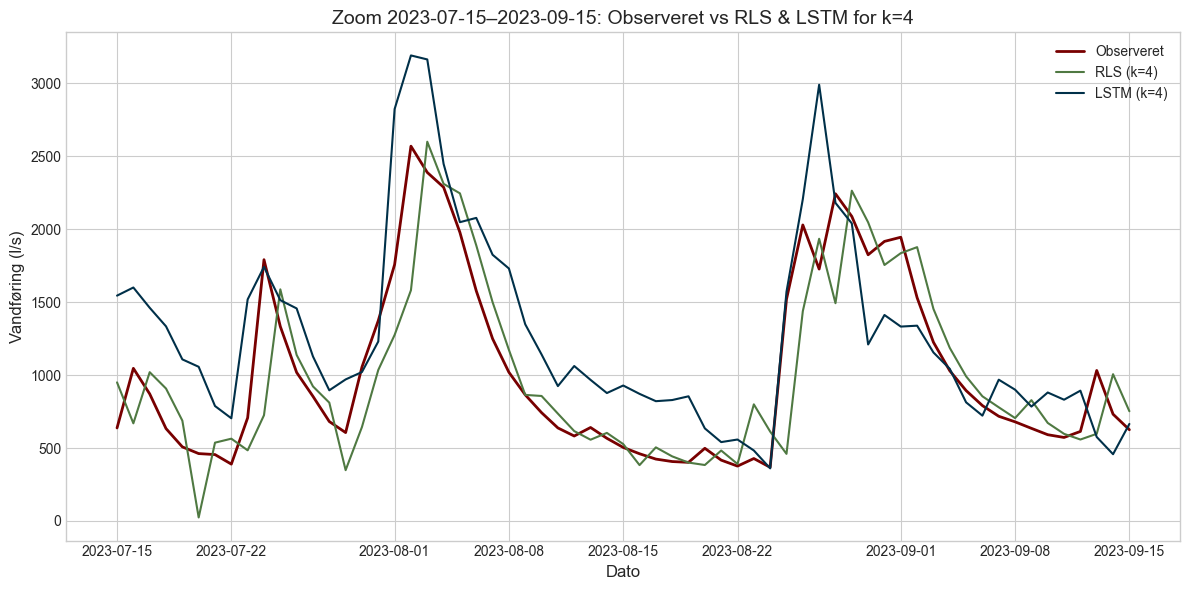 Zoom 2023-07-15–2023-09-15: Observeret vs RLS & LSTM for k=4
Observeret
RLS (k=4)
LSTM (k=4)
Vandføring (l/s)
3000
2500
2000
1500
1000
500
0
2023-07-15 2023-07-22 2023-08-01 2023-08-08 2023-08-15 2023-08-22 2023-09-01 2023-09-08 2023-09-15
Dato